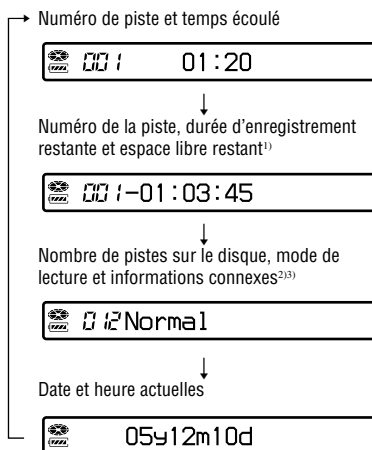 Numéro de piste et temps écoulé
001 01:20
Numéro de la piste, durée d'enregistrement
restante et espace libre restant1)
001-01:03:45
Nombre de pistes sur le disque, mode de
lecture et informations connexes2)3)
012Normal
Date et heure actuelles
05y12m10d